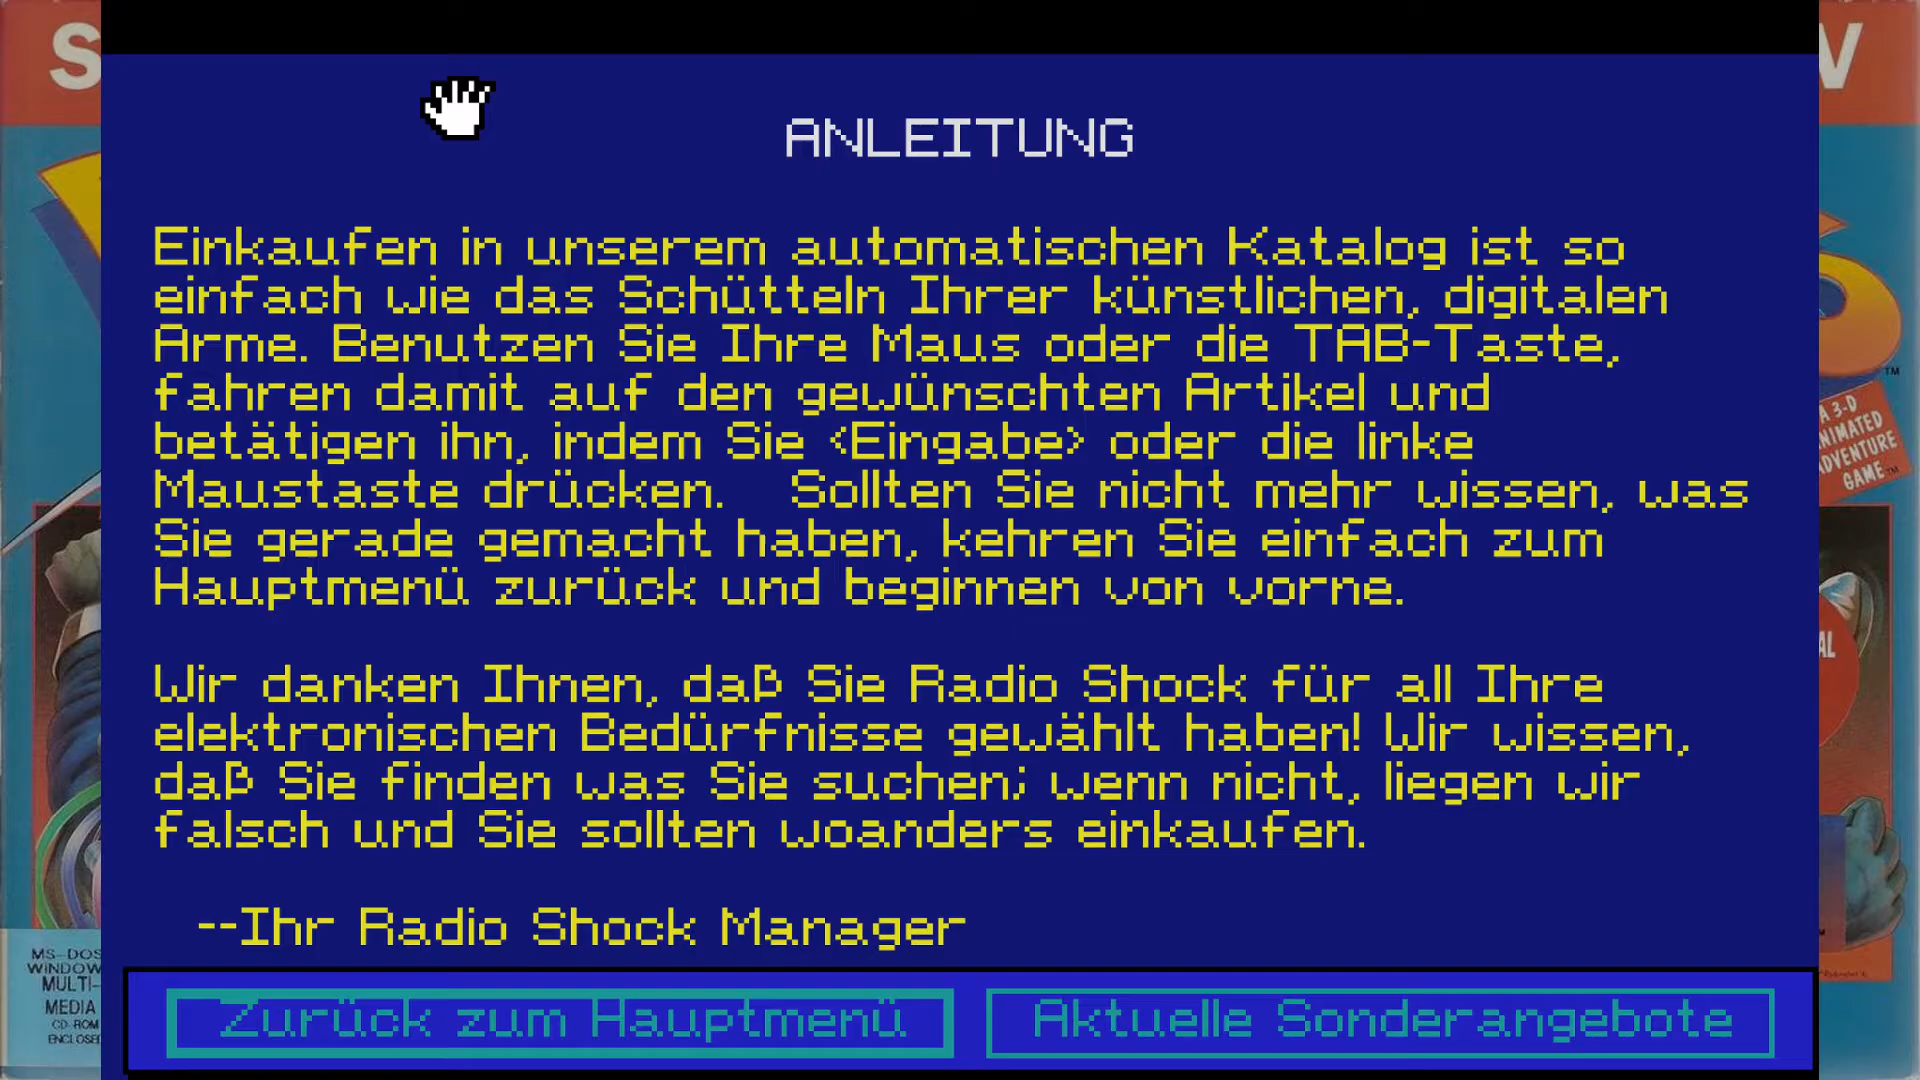 S
V
ANLEITUNG
Einkaufen in unserem automatischen Katalog ist so
einfach wie das Schütteln Ihrer künstlichen, digitalen
Arme. Benutzen Sie Ihre Maus oder die TAB-Taste,
fahren damit auf den gewünschten Artikel und
betätigen ihn, indem Sie <Eingabe> oder die linke
Maustaste drücken.   Sollten Sie nicht mehr wissen, was
Sie gerade gemacht haben, kehren Sie einfach zum
Hauptmenü zurück und beginnen von vorne.
Wir danken Ihnen, daß Sie Radio Shock für all Ihre
elektronischen Bedürfnisse gewählt haben! Wir wissen,
daß Sie finden was Sie suchen; wenn nicht, liegen wir
falsch und Sie sollten woanders einkaufen.
--Ihr Radio Shock Manager
Zurück zum Hauptmenü
Aktuelle Sonderangebote
TM
A 3-D
ANIMATED
ADVENTURE
GAME™
MS-DOS
WINDOW
MULTI-
MEDIA
CD-ROM
ENCLOSED